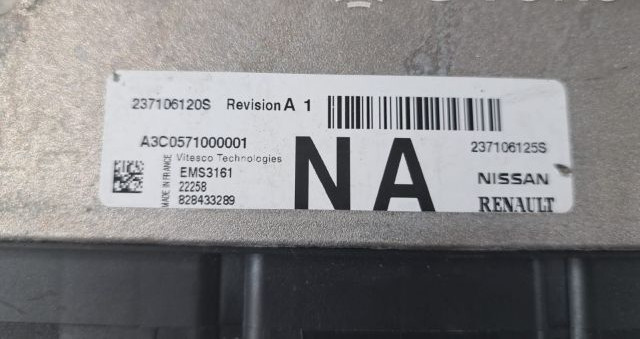 237106120S Revision A 1
A3C0571000001
237106125S
Vitesco Technologies
MADE IN FRANCE
EMS3161
22258
828433289
NA
NISSAN
RENAULT